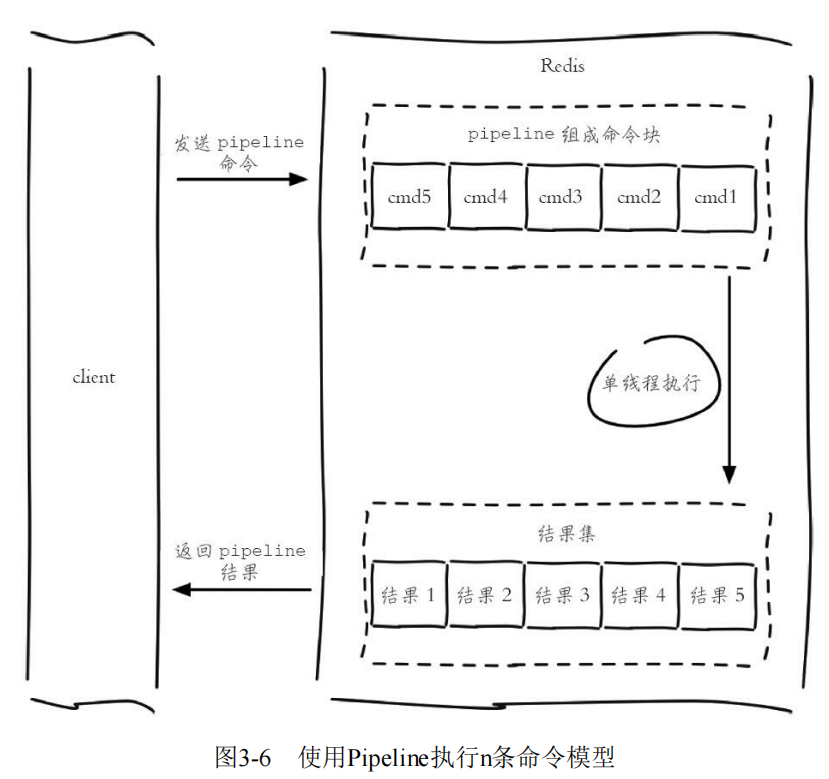 Redis
pipeline 组成命令块
发送 pipeline
命令
cmd5 cmd4 cmd3 cmd2 cmd1
client
单线程执行
结果集
返回 pipeline
结果
结果 1 结果 2 结果 3 结果 4 结果 5
图3-6 使用Pipeline执行n条命令模型